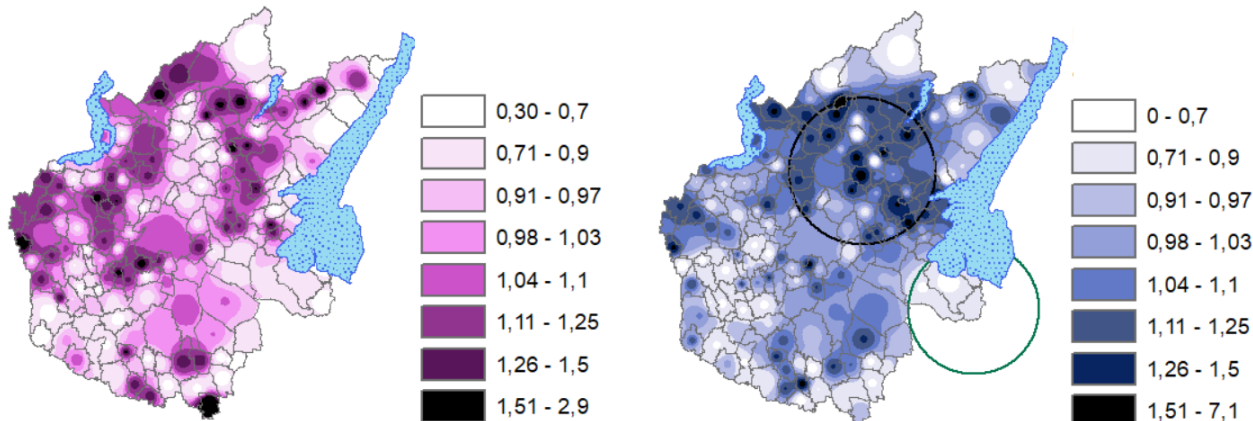 0,30 - 0,7
0,71 - 0,9
0,91 - 0,97
0,98 - 1,03
1,04 - 1,1
1,11 - 1,25
1,26 - 1,5
1,51 - 2,9
0 - 0,7
0,71 - 0,9
0,91 - 0,97
0,98 - 1,03
1,04 - 1,1
1,11 - 1,25
1,26 - 1,5
1,51 - 7,1